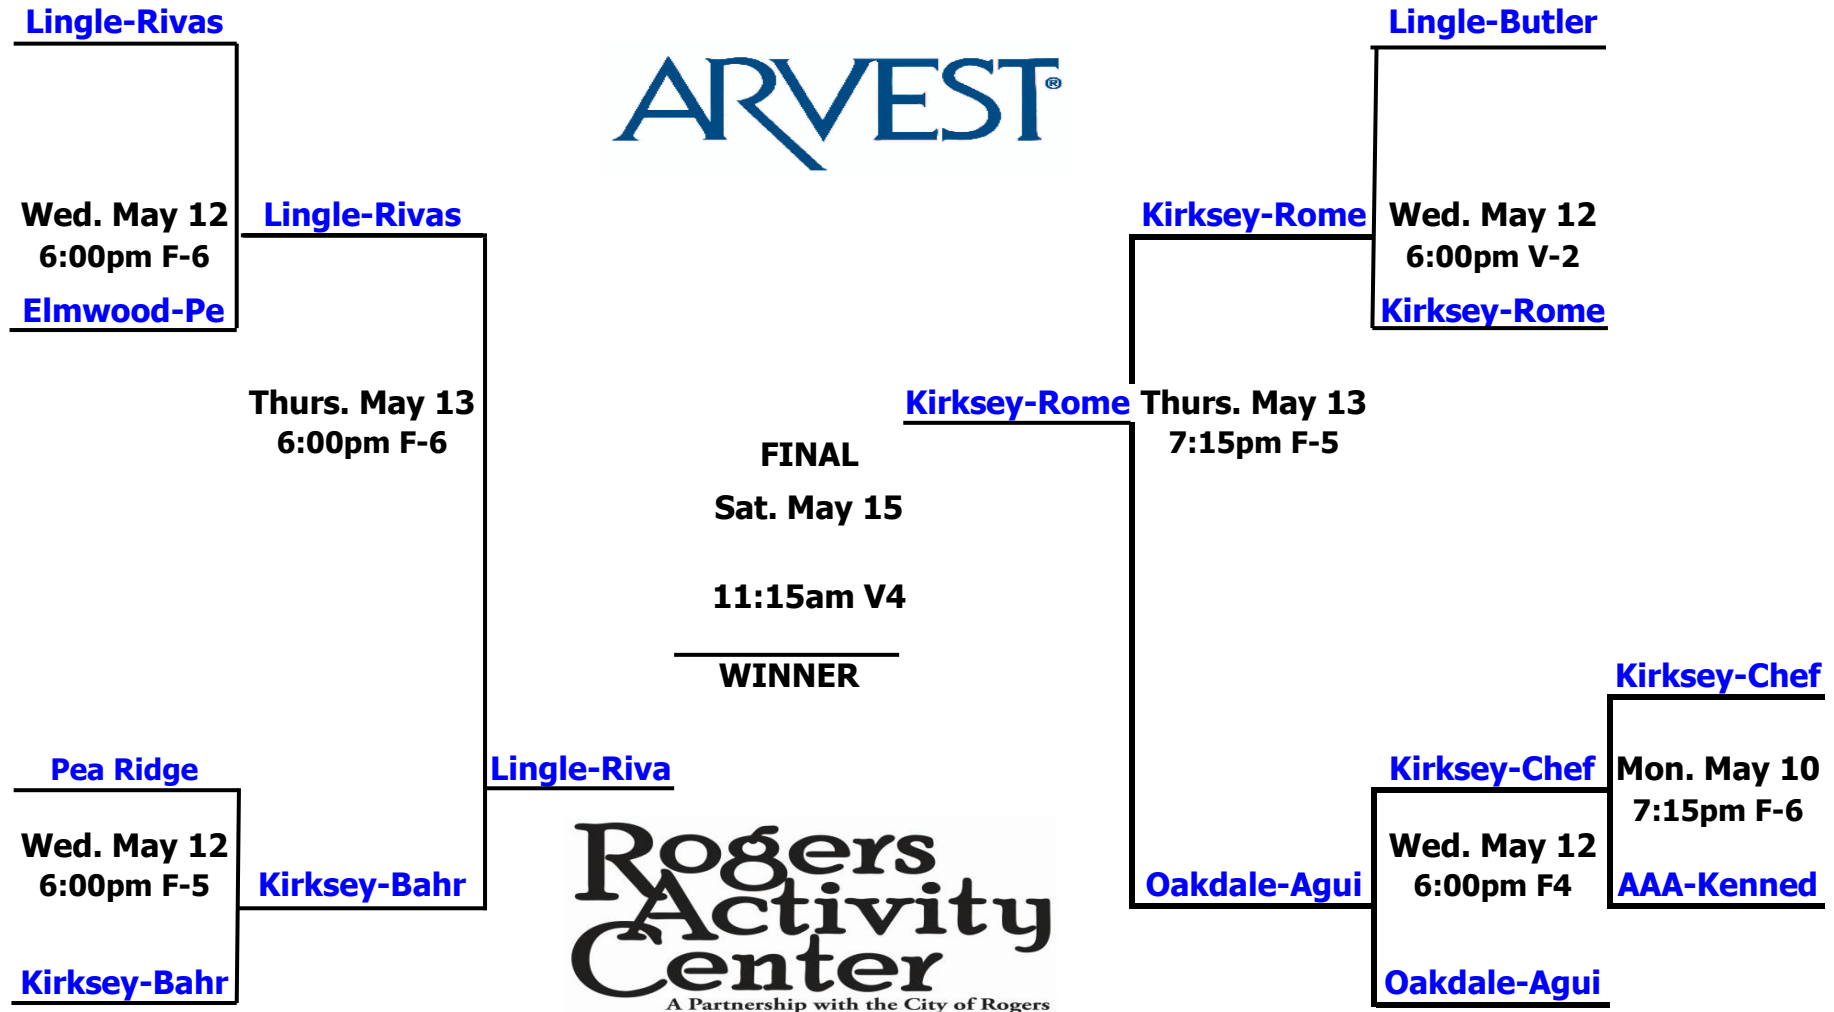 Lingle-Rivas
Lingle-Butler
ARVEST®
Wed. May 12
Lingle-Rivas
Kirksey-Rome
Wed. May 12
6:00pm F-6
6:00pm V-2
Elmwood-Pe
Kirksey-Rome
Thurs. May 13
Kirksey-Rome
Thurs. May 13
6:00pm F-6
7:15pm F-5
FINAL
Sat. May 15
11:15am V4
WINNER
Kirksey-Chef
Pea Ridge
Lingle-Riva
Kirksey-Chef
Mon. May 10
7:15pm F-6
Wed. May 12
Wed. May 12
6:00pm F-5
Kirksey-Bahr
Oakdale-Agui
6:00pm F4
AAA-Kenned
Kirksey-Bahr
Oakdale-Agui
Rogers
Activity
Center
A Partnership with the City of Rogers